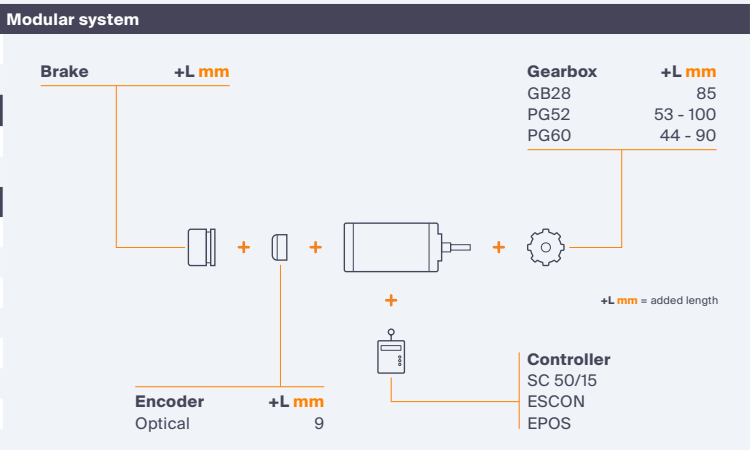 Modular system
Brake +L mm
Gearbox +L mm
GB28 85
PG52 53 - 100
PG60 44 - 90
+L mm = added length
Encoder +L mm
Optical 9
Controller
SC 50/15
ESCON
EPOS